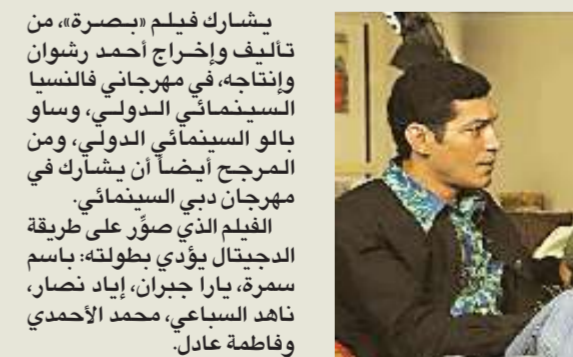 يشارك فيلم «بصرة»، من
تأليف وإخراج أحمد رشوان
وإنتاجه، في مهرجاني فالنسيا
السينمائي الدولي، وساو
بالو السينمائي الدولي، ومن
المرجح أيضاً أن يشارك في
مهرجان دبي السينمائي.
الفيلم الذي صوِّر على طريقة
الدجيتال يؤدي بطولته: باسم
سمرة، يارا جبران، إياد نصار،
ناهد السباعي، محمد الأحمدي
وفاطمة عادل.